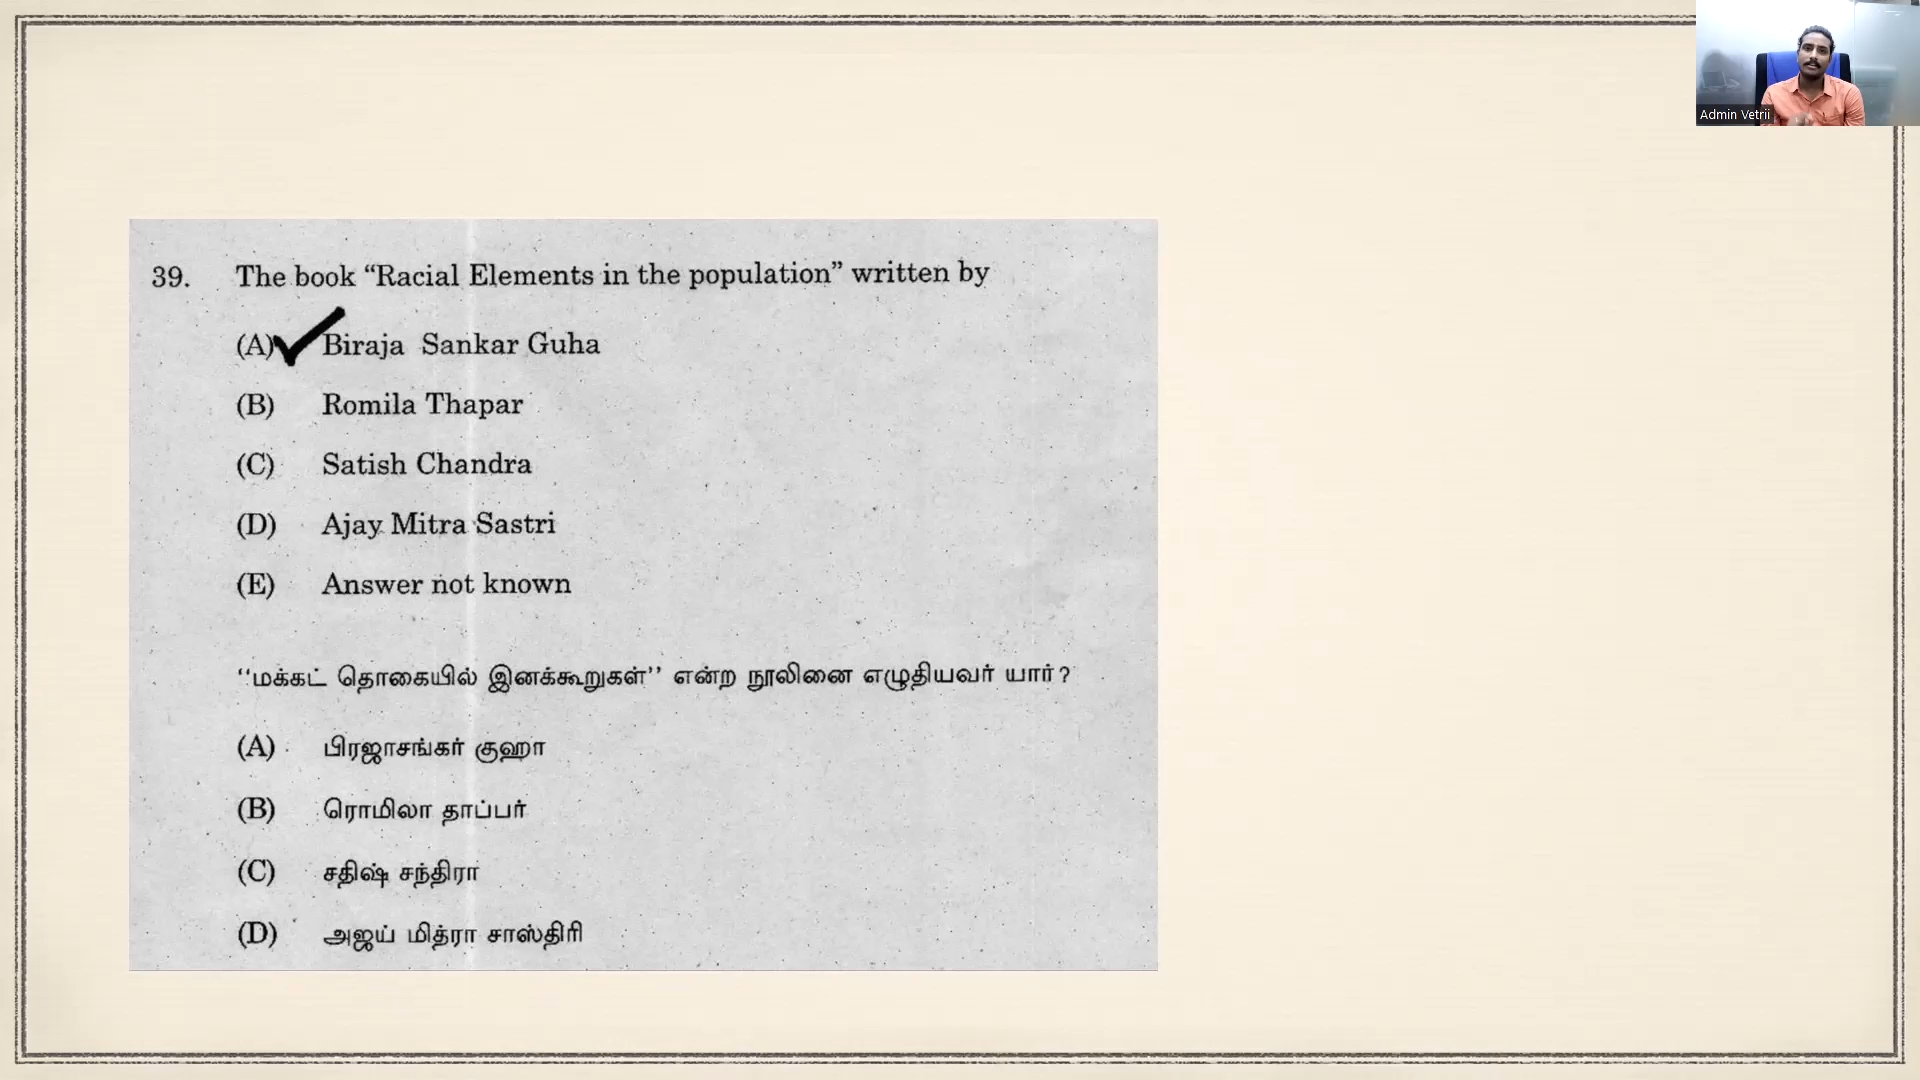 Admin Vetrii
39. The book “Racial Elements in the population” written by
(A) Biraja Sankar Guha
(B) Romila Thapar
(C) Satish Chandra
(D) Ajay Mitra Sastri
(E) Answer not known
‘‘மக்கட் தொகையில் இனக்கூறுகள்’’ என்ற நூலினை எழுதியவர் யார் ?
(A) பிரஜாசங்கர் குஹா
(B) ரொமிலா தாப்பர்
(C) சதிஷ் சந்திரா
(D) அஜய் மித்ரா சாஸ்திரி